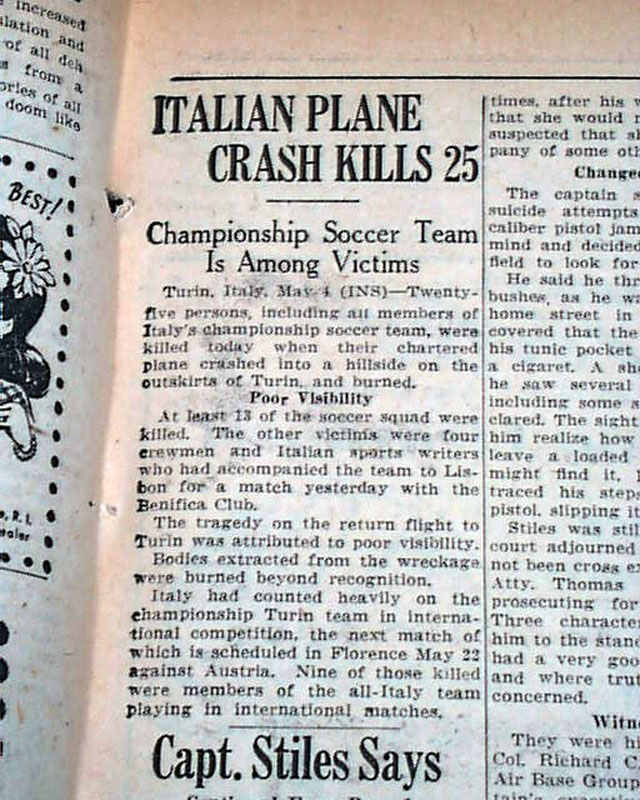 increased
lation and
of all
from a
ories of all
doom like
BEST!
, R. I.
ITALIAN PLANE
CRASH KILLS 25
Championship Soccer Team
Is Among Victims
Turin, Italy, May 4 (INS)—Twenty-
five persons, including all members of
Italy's championship soccer team, were
killed today when their chartered
plane crashed into a hillside on the
outskirts of Turin, and burned.
Poor Visibility
At least 13 of the soccer squad were
killed. The other victims were four
crewmen and Italian sports writers
who had accompanied the team to Lis-
bon for a match yesterday with the
Benifica Club.
The tragedy on the return flight to
Turin was attributed to poor visibility.
Bodies extracted from the wreckage
were burned beyond recognition.
Italy had counted heavily on the
championship Turin team in interna-
tional competition, the next match of
which is scheduled in Florence May 22
against Austria. Nine of those killed
were members of the all-Italy team
playing in international matches.
Capt. Stiles Says
times, after his
that she would
suspected that
pany of some
Change
The captain
suicide attempts
caliber pistol
mind and decided
field to look for
He said he
bushes, as he
home street in
covered that the
his tunic pocket
a cigaret. A
he saw several
including some
clared. The sight
him realize how
leave a loaded
might find it,
traced his steps
pistol, slipping it
Stiles was
court adjourned
not been cross
Atty. Thomas
prosecuting for
Three character
him to the
had a very
and where
concerned.
They were
Col. Richard C.
Air Base